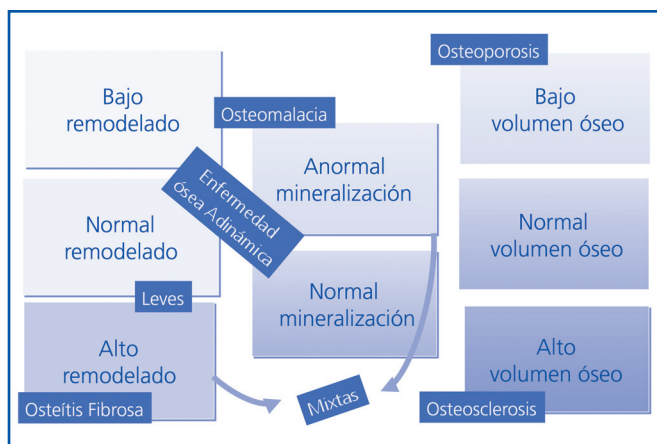 Bajo
remodelado
Normal
remodelado
Leves
Alto
remodelado
Osteítis Fibrosa
Osteomalacia
Enfermedad
ósea Adinámica
Anormal
mineralización
Normal
mineralización
Mixtas
Osteoporosis
Bajo
volumen óseo
Normal
volumen óseo
Alto
volumen óseo
Osteosclerosis